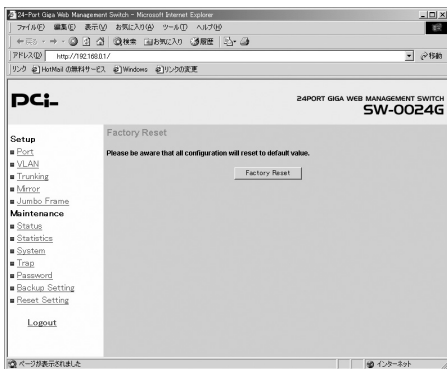 24-Port Giga Web Management Switch - Microsoft Internet Explorer
ファイル(F) 編集(E) 表示(V) お気に入り(A) ツール(T) ヘルプ(H)
検索 お気に入り 履歴
アドレス(D) http://192.168.0.1/ 移動
リンク HotMail の無料サービス Windows リンクの変更
PCi
24PORT GIGA WEB MANAGEMENT SWITCH
SW-0024G
Setup
Port
VLAN
Trunking
Mirror
Jumbo Frame
Maintenance
Status
Statistics
System
Trap
Password
Backup Setting
Reset Setting
Logout
Factory Reset
Please be aware that all configuration will reset to default value.
Factory Reset
ページが表示されました
インターネット